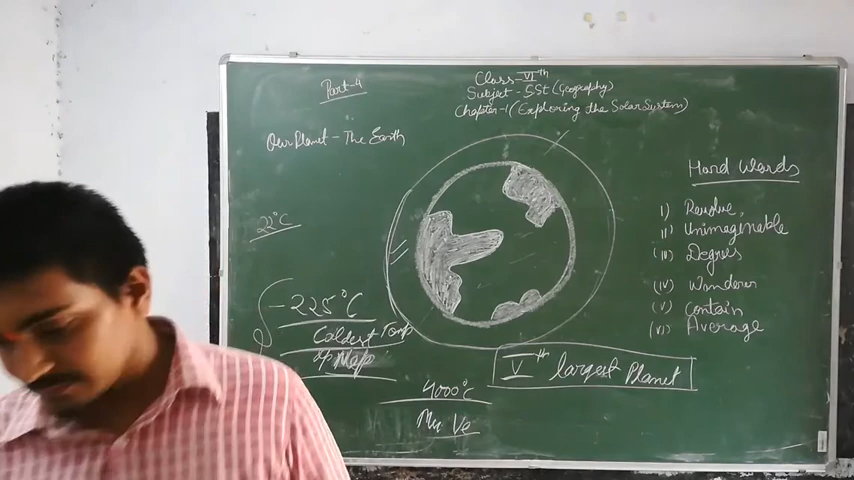 Part-4
Class-VIth
Subject - SSt (Geography)
Chapter-1 (Exploring the Solar System)
Our Planet - The Earth
22°C
-225°C
Coldest Temp
4000°C
Vth largest Planet
Hard Words
I) Revolve,
II) Unimaginable
(III) Degrees
(IV) Wanderer
(V) Contain
(VI) Average